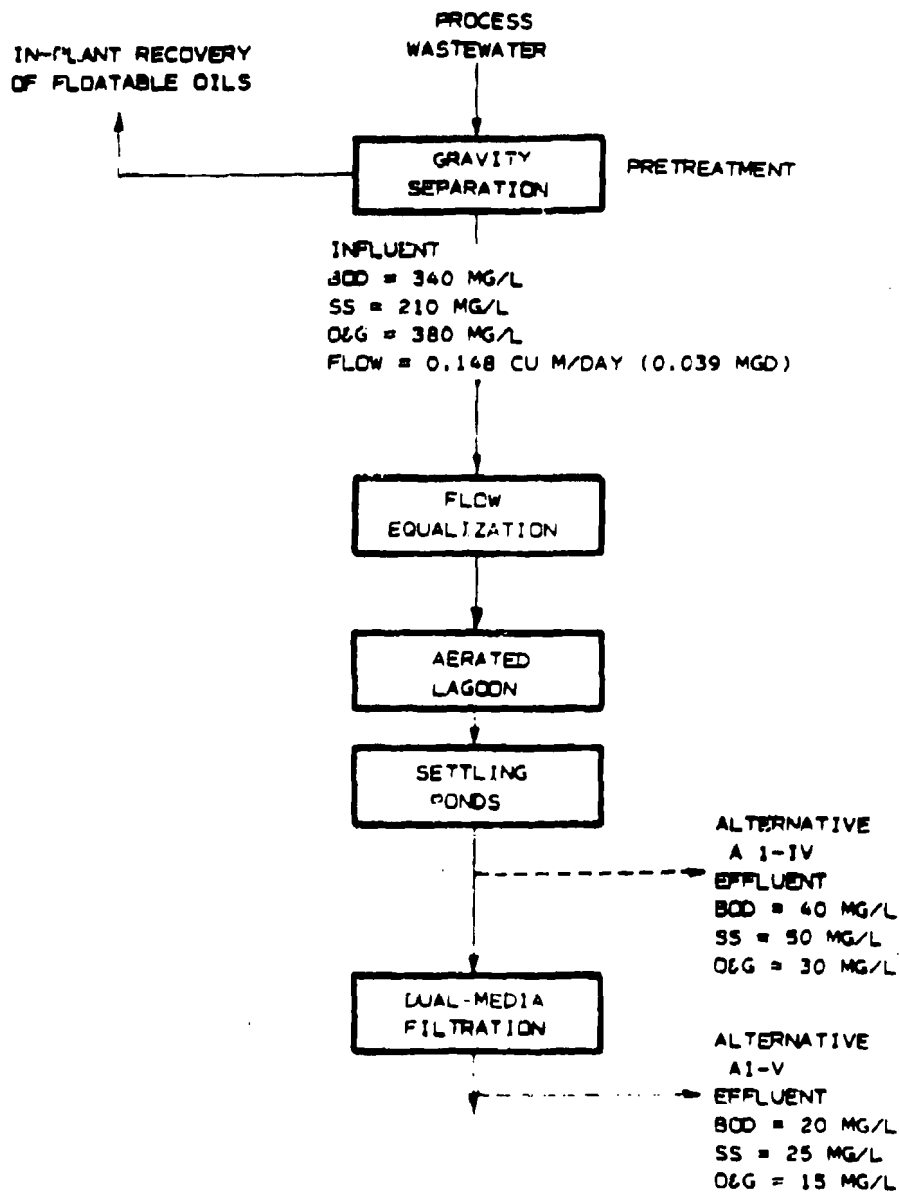 PROCESS
WASTEWATER
IN-PLANT RECOVERY
OF FLOATABLE OILS
GRAVITY
SEPARATION
PRETREATMENT
INFLUENT
BOD = 340 MG/L
SS = 210 MG/L
O&G = 380 MG/L
FLOW = 0.148 CU M/DAY (0.039 MGD)
FLOW
EQUALIZATION
AERATED
LAGOON
SETTLING
PONDS
ALTERNATIVE
A 1-IV
EFFLUENT
BOD = 40 MG/L
SS = 50 MG/L
O&G = 30 MG/L
DUAL-MEDIA
FILTRATION
ALTERNATIVE
A1-V
EFFLUENT
BOD = 20 MG/L
SS = 25 MG/L
O&G = 15 MG/L